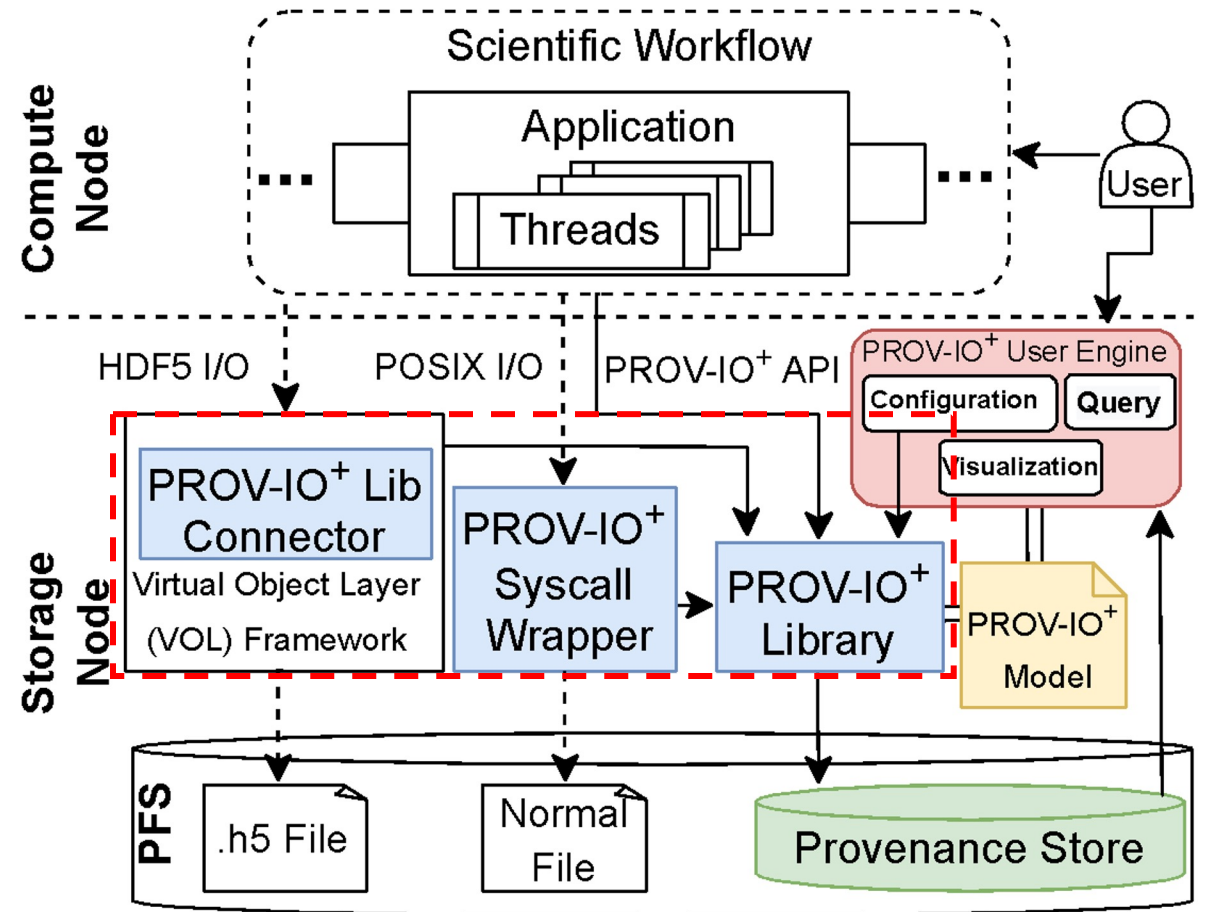 Scientific Workflow
Compute
Node
Application
...
...
Threads
User
HDF5 I/O
POSIX I/O
PROV-IO+ API
PROV-IO+ User Engine
Configuration
Query
Visualization
Storage
Node
PROV-IO+ Lib
Connector
Virtual Object Layer
(VOL) Framework
PROV-IO+
Syscall
Wrapper
PROV-IO+
Library
PROV-IO+
Model
PFS
.h5 File
Normal
File
Provenance Store